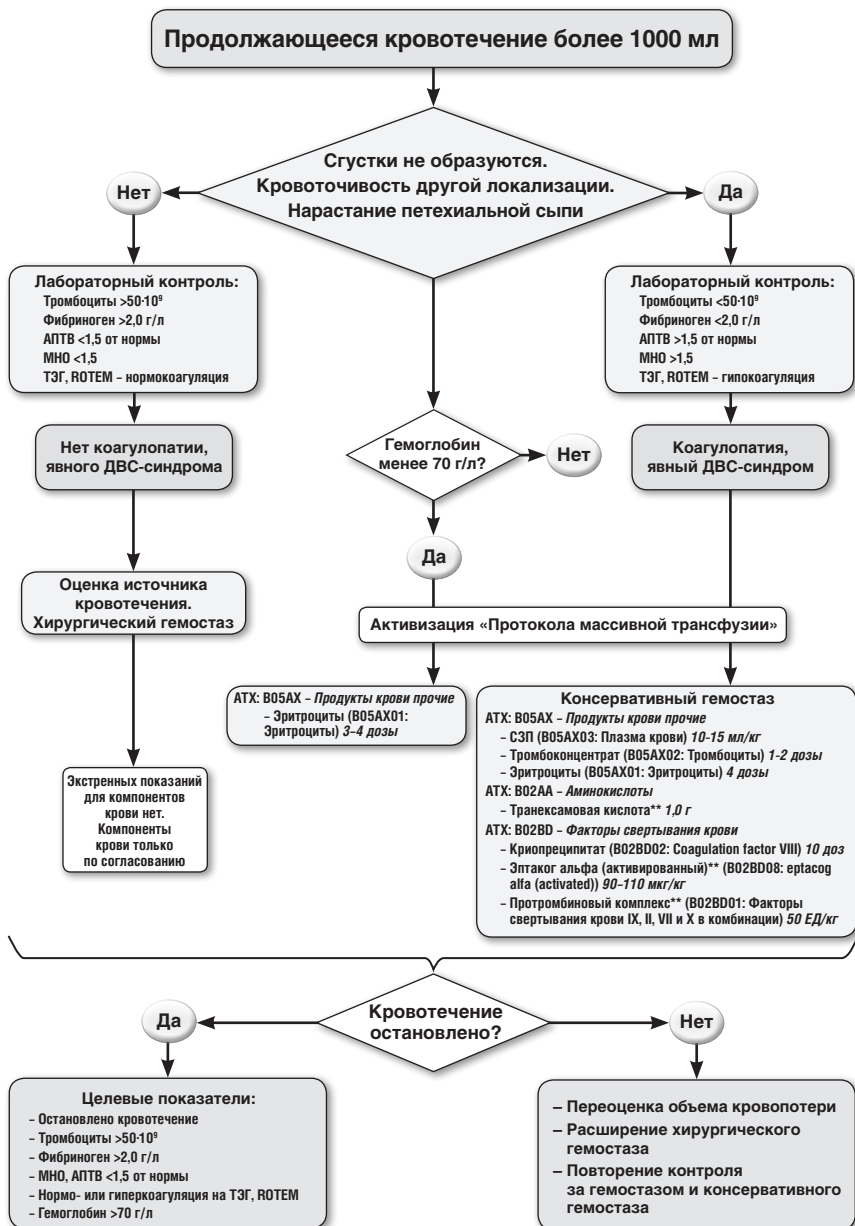 Продолжающееся кровотечение более 1000 мл
Сгустки не образуются.
Кровоточивость другой локализации.
Нарастание петехиальной сыпи
Нет
Да
Лабораторный контроль:
Тромбоциты >50·10⁹
Фибриноген >2,0 г/л
АПТВ <1,5 от нормы
МНО <1,5
ТЭГ, ROTEM – нормокоагуляция
Лабораторный контроль:
Тромбоциты <50·10⁹
Фибриноген <2,0 г/л
АПТВ >1,5 от нормы
МНО >1,5
ТЭГ, ROTEM – гипокоагуляция
Нет коагулопатии,
явного ДВС-синдрома
Гемоглобин
менее 70 г/л?
Нет
Коагулопатия,
явный ДВС-синдром
Да
Оценка источника
кровотечения.
Хирургический гемостаз
Активизация «Протокола массивной трансфузии»
АТХ: B05AX – Продукты крови прочие
– Эритроциты (B05AX01:
Эритроциты) 3–4 дозы
Консервативный гемостаз
АТХ: B05AX – Продукты крови прочие
– СЗП (B05AX03: Плазма крови) 10-15 мл/кг
– Тромбоконцентрат (B05AX02: Тромбоциты) 1-2 дозы
– Эритроциты (B05AX01: Эритроциты) 4 дозы
АТХ: B02AA – Аминокислоты
– Транексамовая кислота** 1,0 г
АТХ: B02BD – Факторы свертывания крови
– Криопреципитат (B02BD02: Coagulation factor VIII) 10 доз
– Эптаког альфа (активированный)** (B02BD08: eptacog
alfa (activated)) 90–110 мкг/кг
– Протромбиновый комплекс** (B02BD01: Факторы
свертывания крови IX, II, VII и X в комбинации) 50 ЕД/кг
Экстренных показаний
для компонентов
крови нет.
Компоненты
крови только
по согласованию
Кровотечение
остановлено?
Да
Нет
Целевые показатели:
– Остановлено кровотечение
– Тромбоциты >50·10⁹
– Фибриноген >2,0 г/л
– МНО, АПТВ <1,5 от нормы
– Нормо- или гиперкоагуляция на ТЭГ, ROTEM
– Гемоглобин >70 г/л
– Переоценка объема кровопотери
– Расширение хирургического
гемостаза
– Повторение контроля
за гемостазом и консервативного
гемостаза